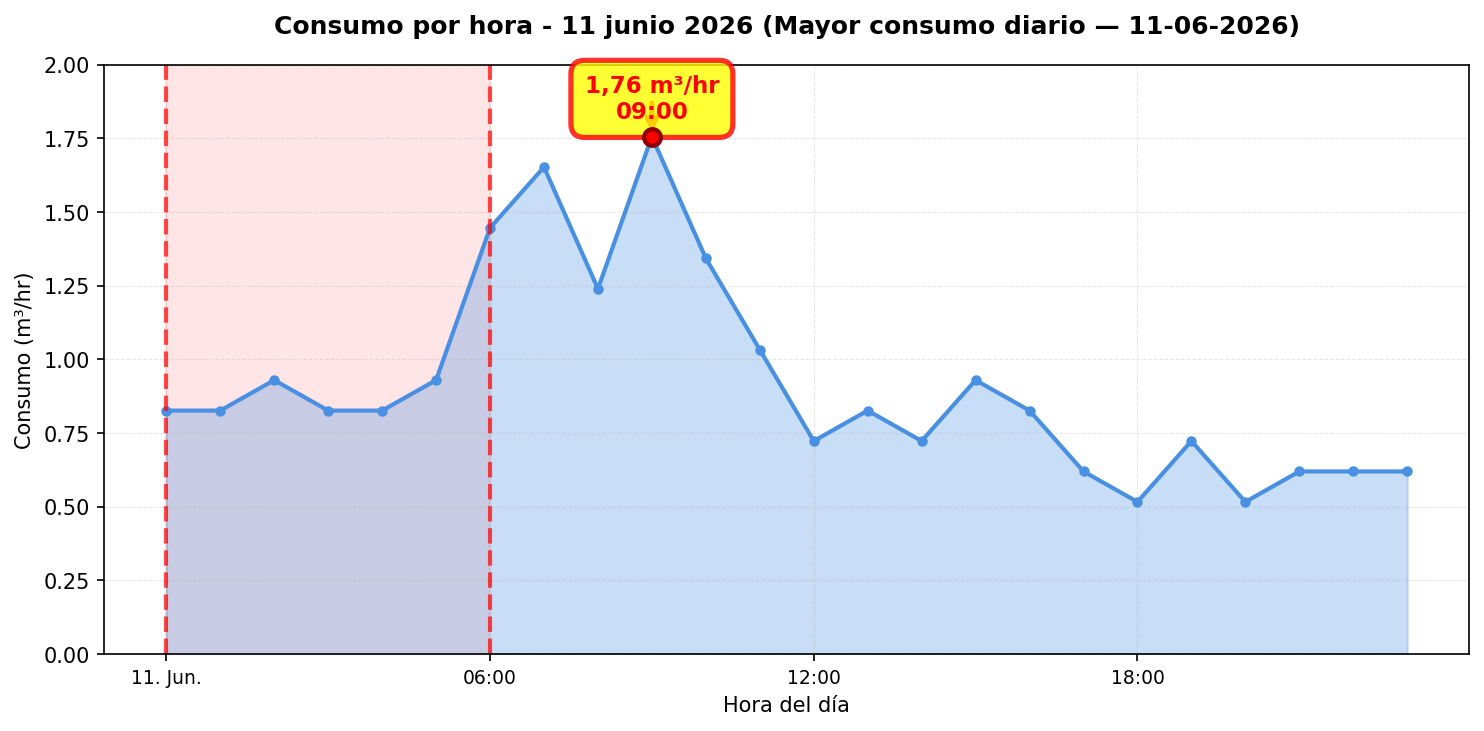 Consumo por hora - 11 junio 2026 (Mayor consumo diario — 11-06-2026)
1,76 m³/hr
09:00
Consumo (m³/hr)
2.00
1.75
1.50
1.25
1.00
0.75
0.50
0.25
0.00
11. Jun.
06:00
12:00
18:00
Hora del día